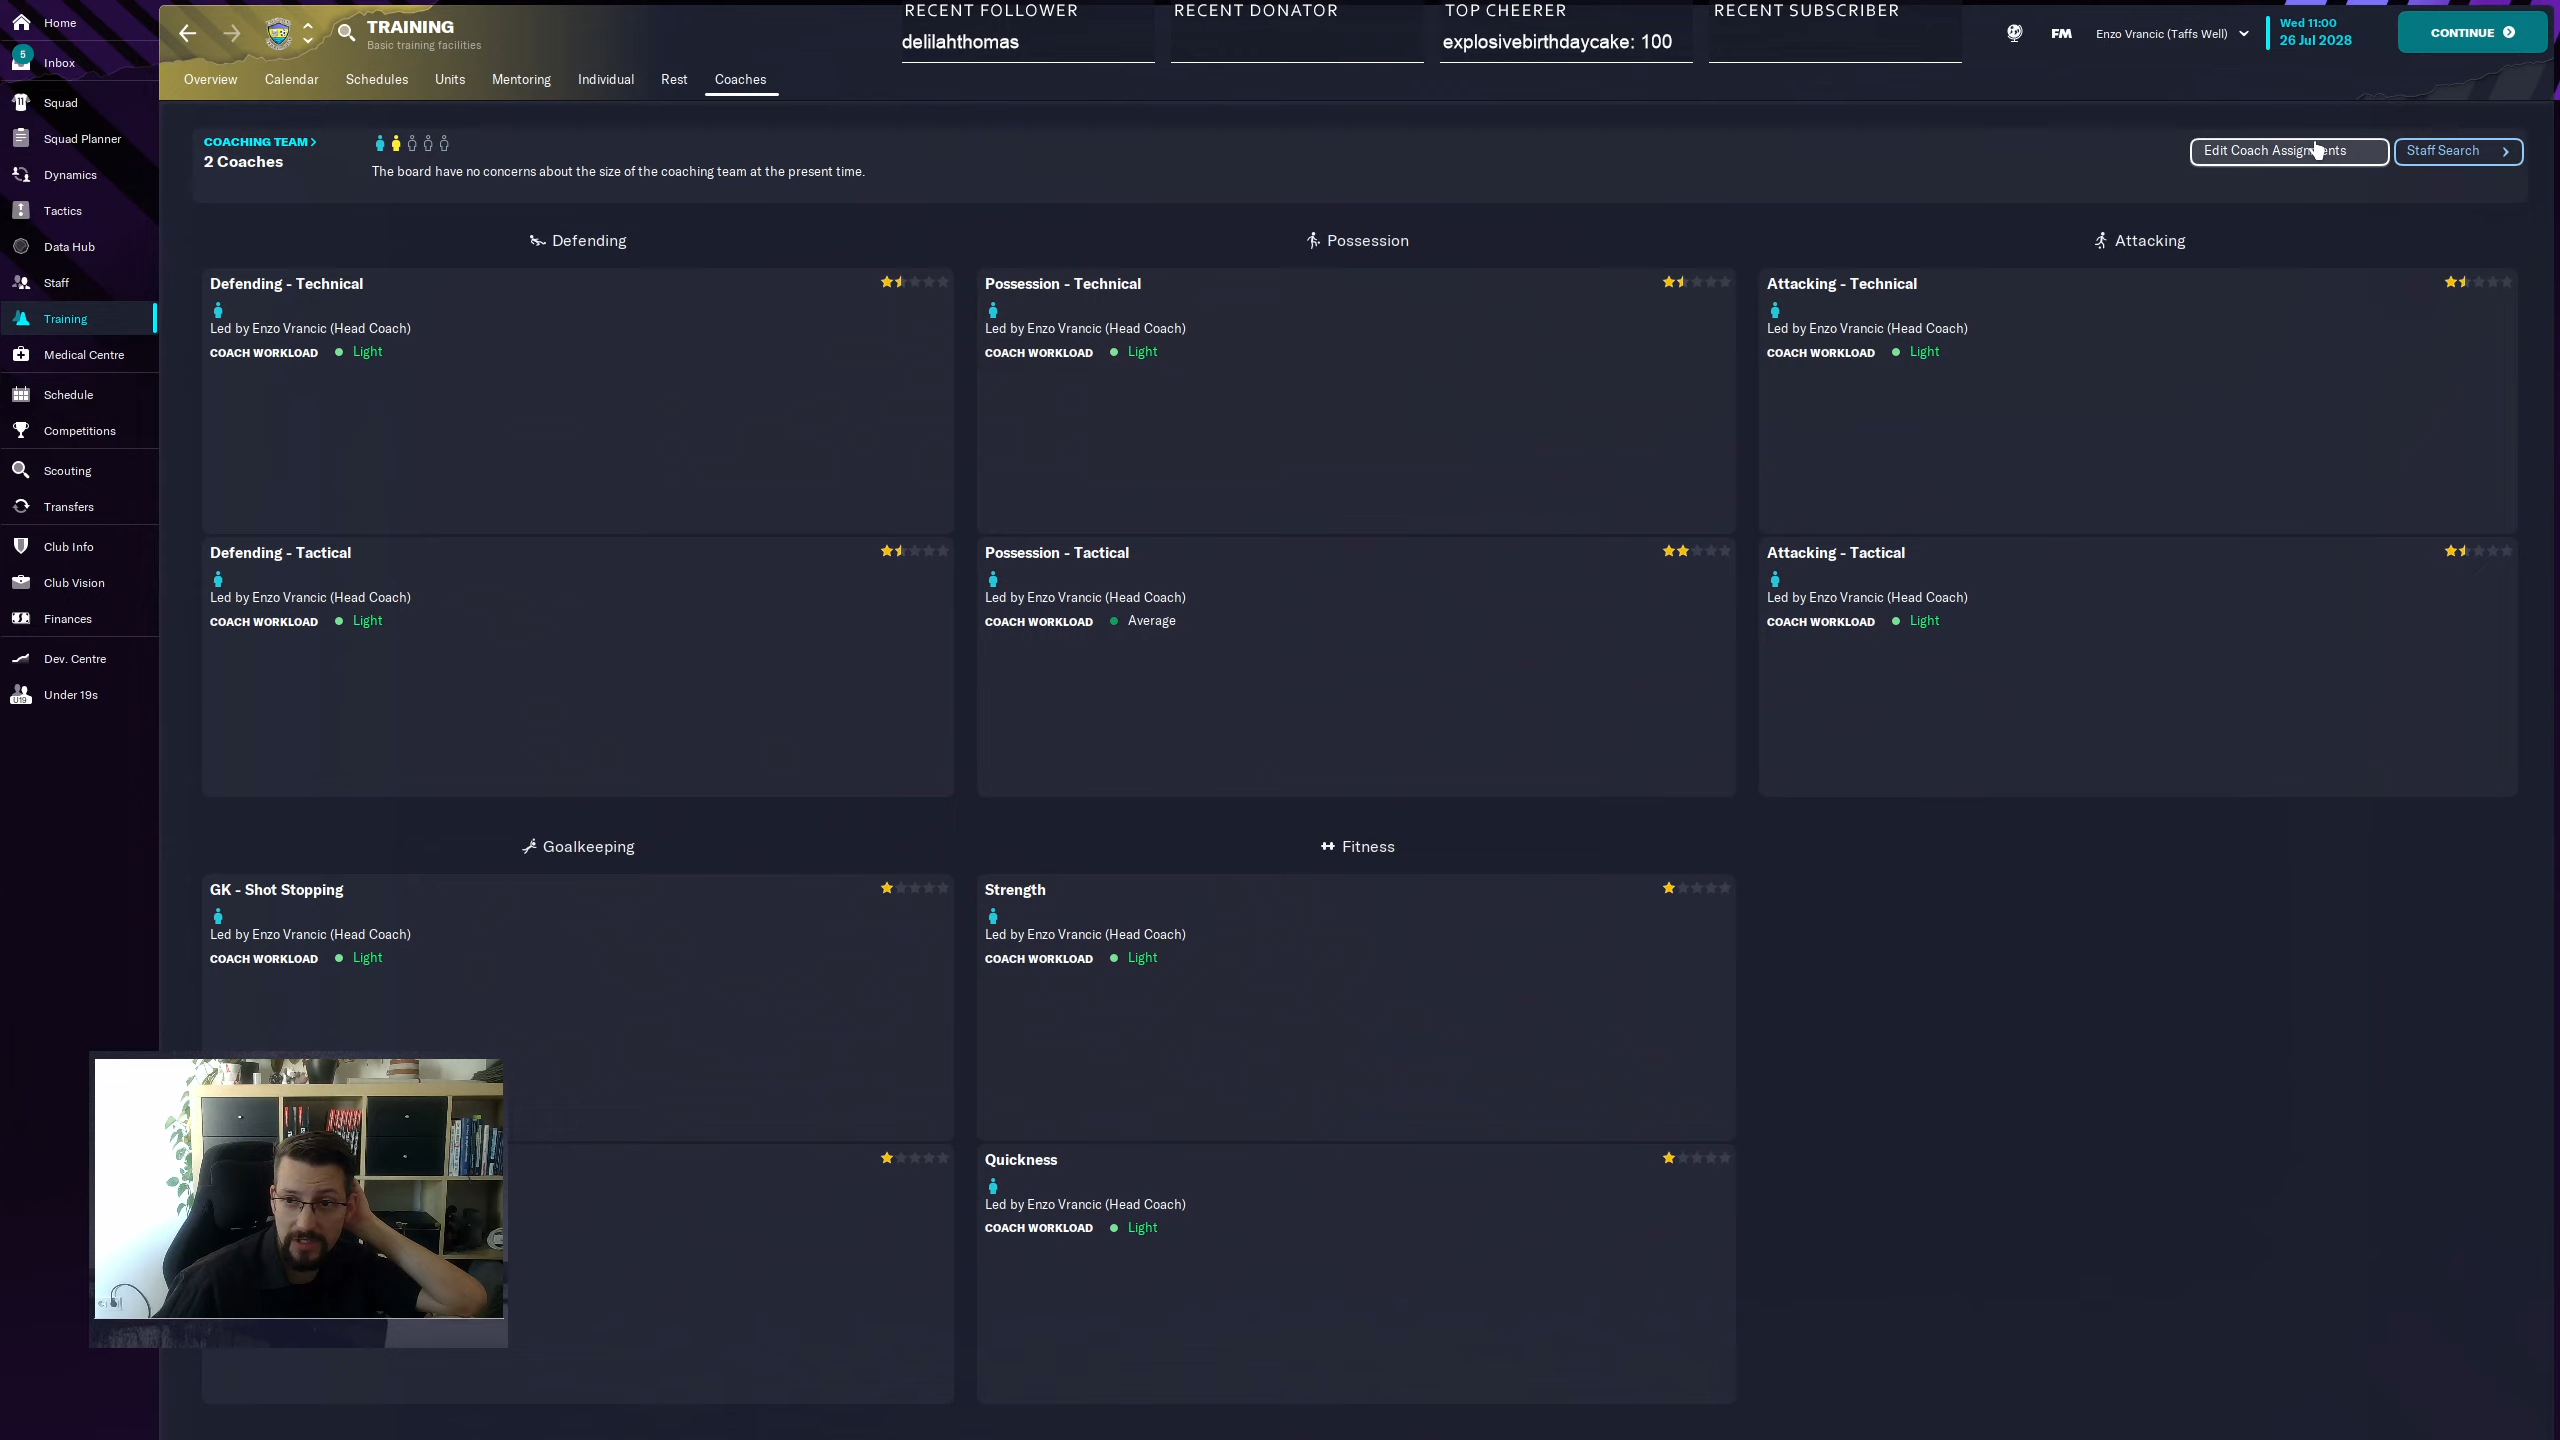 Home
5
Inbox
Squad
Squad Planner
Dynamics
Tactics
Data Hub
Staff
Training
Medical Centre
Schedule
Competitions
Scouting
Transfers
Club Info
Club Vision
Finances
Dev. Centre
U19
Under 19s
TRAINING
Basic training facilities
RECENT FOLLOWER
delilahthomas
RECENT DONATOR
TOP CHEERER
explosivebirthdaycake: 100
RECENT SUBSCRIBER
FM
Enzo Vrancic (Taffs Well)
Wed 11:00
26 Jul 2028
CONTINUE
Overview
Calendar
Schedules
Units
Mentoring
Individual
Rest
Coaches
COACHING TEAM
2 Coaches
The board have no concerns about the size of the coaching team at the present time.
Edit Coach Assignments
Staff Search
Defending
Possession
Attacking
Defending - Technical
Led by Enzo Vrancic (Head Coach)
COACH WORKLOAD Light
Possession - Technical
Led by Enzo Vrancic (Head Coach)
COACH WORKLOAD Light
Attacking - Technical
Led by Enzo Vrancic (Head Coach)
COACH WORKLOAD Light
Defending - Tactical
Led by Enzo Vrancic (Head Coach)
COACH WORKLOAD Light
Possession - Tactical
Led by Enzo Vrancic (Head Coach)
COACH WORKLOAD Average
Attacking - Tactical
Led by Enzo Vrancic (Head Coach)
COACH WORKLOAD Light
Goalkeeping
Fitness
GK - Shot Stopping
Led by Enzo Vrancic (Head Coach)
COACH WORKLOAD Light
Strength
Led by Enzo Vrancic (Head Coach)
COACH WORKLOAD Light
Quickness
Led by Enzo Vrancic (Head Coach)
COACH WORKLOAD Light